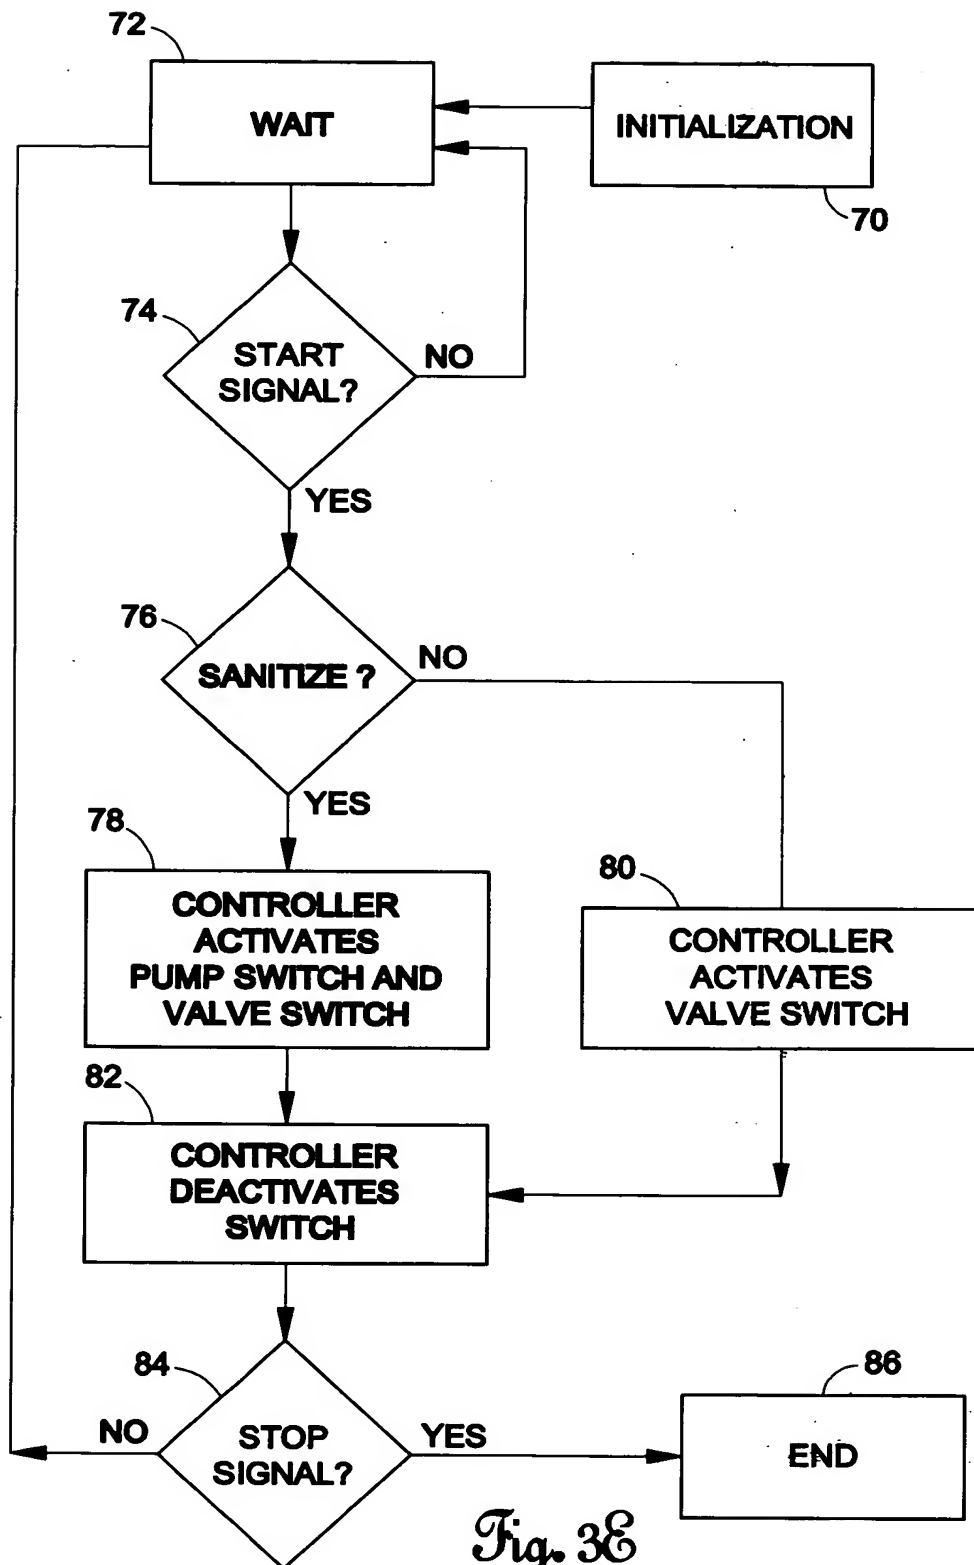 72
WAIT
INITIALIZATION
70
74
START
SIGNAL?
NO
YES
76
SANITIZE ?
NO
YES
78
CONTROLLER
ACTIVATES
PUMP SWITCH AND
VALVE SWITCH
80
CONTROLLER
ACTIVATES
VALVE SWITCH
82
CONTROLLER
DEACTIVATES
SWITCH
84
STOP
SIGNAL?
NO
YES
86
END
Fig. 3E